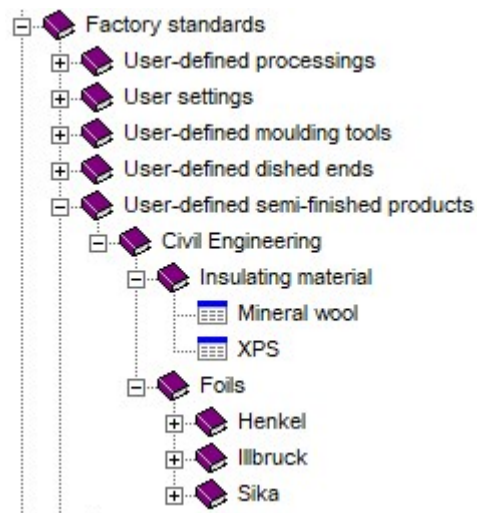 Factory standards
User-defined processings
User settings
User-defined moulding tools
User-defined dished ends
User-defined semi-finished products
Civil Engineering
Insulating material
Mineral wool
XPS
Foils
Henkel
Illbruck
Sika